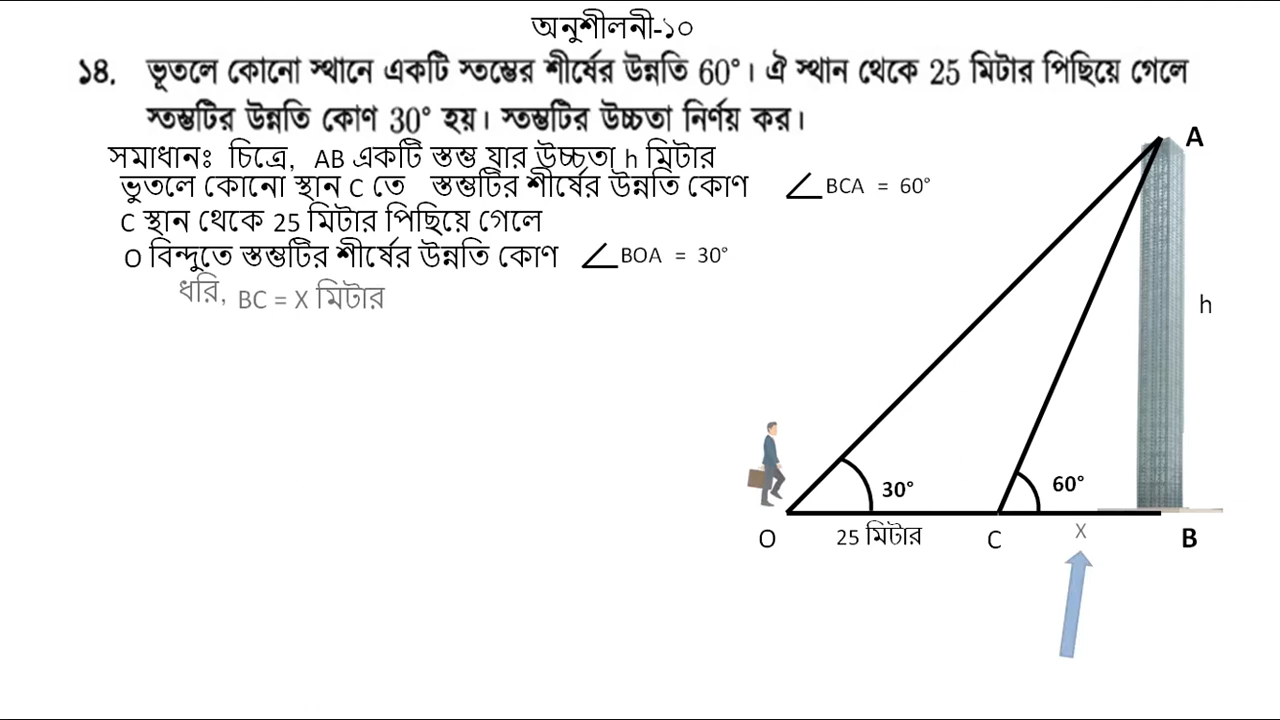 অনুশীলনী-১০
১৪. ভূতলে কোনো স্থানে একটি স্তম্ভের শীর্ষের উন্নতি 60°। ঐ স্থান থেকে 25 মিটার পিছিয়ে গেলে
স্তম্ভটির উন্নতি কোণ 30° হয়। স্তম্ভটির উচ্চতা নির্ণয় কর।
সমাধানঃ চিত্রে, AB একটি স্তম্ভ যার উচ্চতা h মিটার
ভুতলে কোনো স্থান C তে স্তম্ভটির শীর্ষের উন্নতি কোণ ∠BCA = 60°
C স্থান থেকে 25 মিটার পিছিয়ে গেলে
O বিন্দুতে স্তম্ভটির শীর্ষের উন্নতি কোণ ∠BOA = 30°
ধরি, BC = X মিটার
A
h
30°
60°
O
25 মিটার
C
X
B